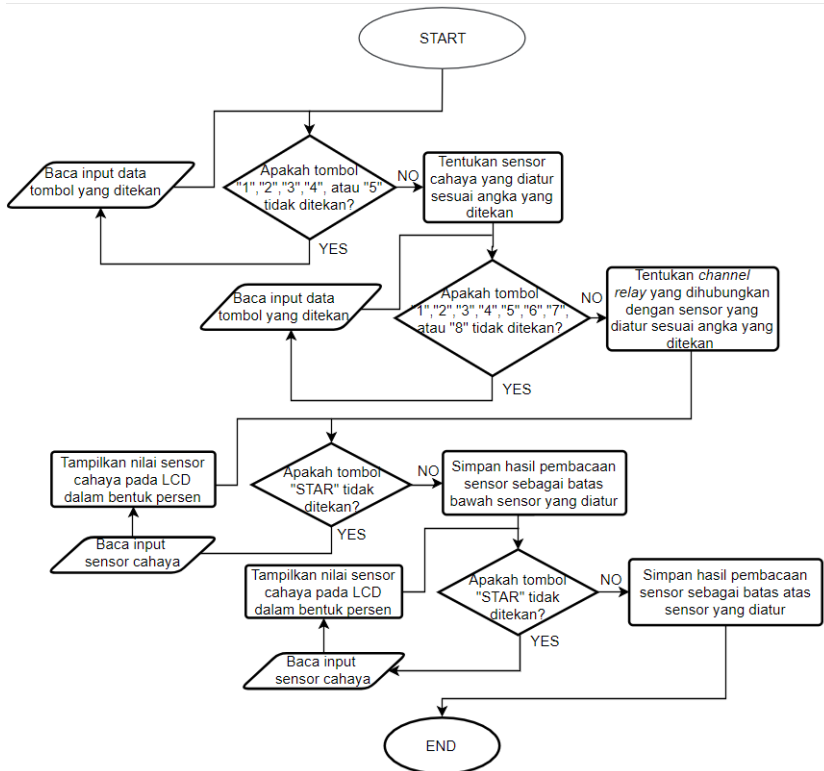 START
Baca input data
tombol yang ditekan
Apakah tombol
"1","2","3","4", atau "5"
tidak ditekan?
NO
YES
Tentukan sensor
cahaya yang diatur
sesuai angka yang
ditekan
Baca input data
tombol yang ditekan
Apakah tombol
"1","2","3","4","5","6","7",
atau "8" tidak ditekan?
NO
YES
Tentukan channel
relay yang dihubungkan
dengan sensor yang
diatur sesuai angka yang
ditekan
Tampilkan nilai sensor
cahaya pada LCD
dalam bentuk persen
Apakah tombol
"STAR" tidak
ditekan?
NO
YES
Simpan hasil pembacaan
sensor sebagai batas
bawah sensor yang diatur
Baca input
sensor cahaya
Tampilkan nilai sensor
cahaya pada LCD
dalam bentuk persen
Apakah tombol
"STAR" tidak
ditekan?
NO
YES
Simpan hasil pembacaan
sensor sebagai batas atas
sensor yang diatur
Baca input
sensor cahaya
END